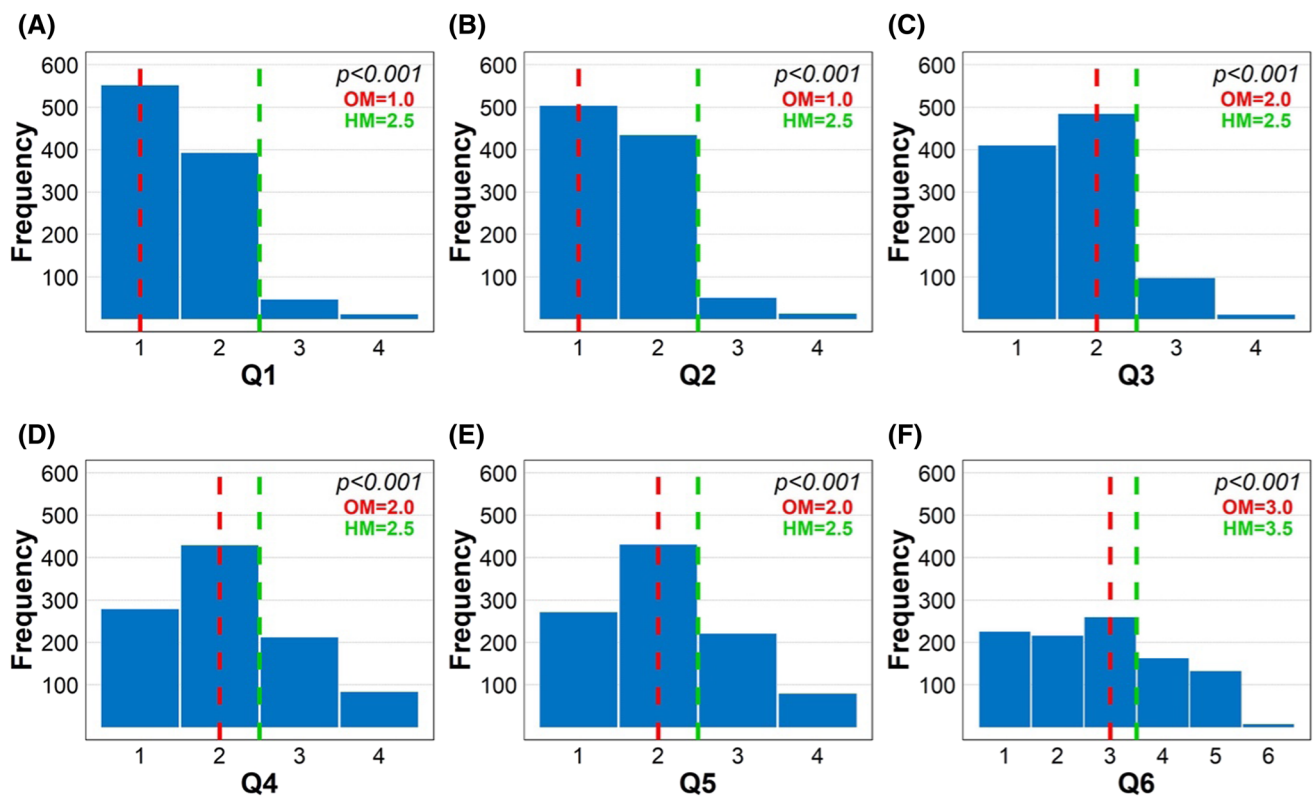 (A)
600
500
400
300
200
100
Frequency
p<0.001
OM=1.0
HM=2.5
1 2 3 4
Q1
(B)
600
500
400
300
200
100
Frequency
p<0.001
OM=1.0
HM=2.5
1 2 3 4
Q2
(C)
600
500
400
300
200
100
Frequency
p<0.001
OM=2.0
HM=2.5
1 2 3 4
Q3
(D)
600
500
400
300
200
100
Frequency
p<0.001
OM=2.0
HM=2.5
1 2 3 4
Q4
(E)
600
500
400
300
200
100
Frequency
p<0.001
OM=2.0
HM=2.5
1 2 3 4
Q5
(F)
600
500
400
300
200
100
Frequency
p<0.001
OM=3.0
HM=3.5
1 2 3 4 5 6
Q6